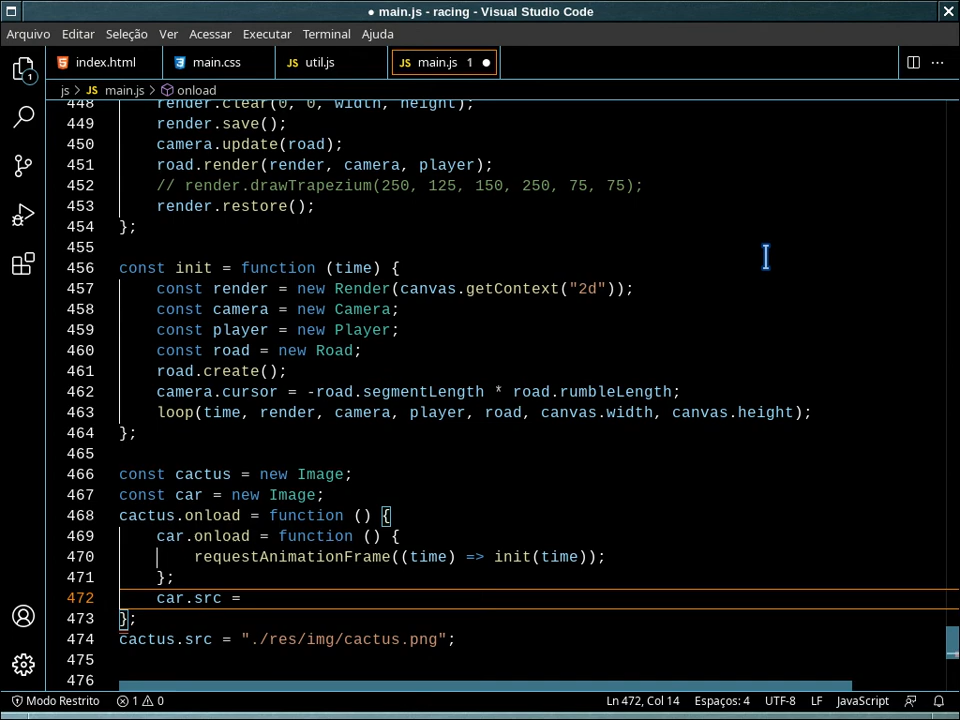 ● main.js - racing - Visual Studio Code
Arquivo Editar Seleção Ver Acessar Executar Terminal Ajuda
index.html main.css JS util.js JS main.js 1 ●
js > JS main.js > onload
448 render.clear(0, 0, width, height);
449 render.save();
450 camera.update(road);
451 road.render(render, camera, player);
452 // render.drawTrapezium(250, 125, 150, 250, 75, 75);
453 render.restore();
454 };
455
456 const init = function (time) {
457 const render = new Render(canvas.getContext("2d"));
458 const camera = new Camera;
459 const player = new Player;
460 const road = new Road;
461 road.create();
462 camera.cursor = -road.segmentLength * road.rumbleLength;
463 loop(time, render, camera, player, road, canvas.width, canvas.height);
464 };
465
466 const cactus = new Image;
467 const car = new Image;
468 cactus.onload = function () {
469 car.onload = function () {
470 requestAnimationFrame((time) => init(time));
471 };
472 car.src =
473 };
474 cactus.src = "./res/img/cactus.png";
475
476
Modo Restrito 1 0 Ln 472, Col 14 Espaços: 4 UTF-8 LF JavaScript